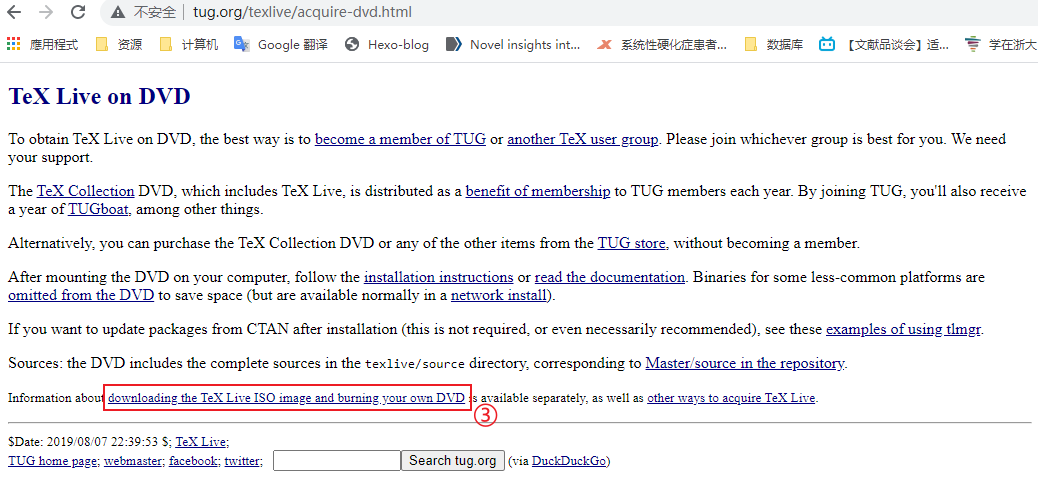 不安全 | tug.org/texlive/acquire-dvd.html
應用程式 资源 计算机 Google 翻译 Hexo-blog Novel insights int... 系统性硬化症患者... 数据库 【文献品谈会】适... 学在浙大
TeX Live on DVD
To obtain TeX Live on DVD, the best way is to become a member of TUG or another TeX user group. Please join whichever group is best for you. We need
your support.
The TeX Collection DVD, which includes TeX Live, is distributed as a benefit of membership to TUG members each year. By joining TUG, you'll also receive
a year of TUGboat, among other things.
Alternatively, you can purchase the TeX Collection DVD or any of the other items from the TUG store, without becoming a member.
After mounting the DVD on your computer, follow the installation instructions or read the documentation. Binaries for some less-common platforms are
omitted from the DVD to save space (but are available normally in a network install).
If you want to update packages from CTAN after installation (this is not required, or even necessarily recommended), see these examples of using tlmgr.
Sources: the DVD includes the complete sources in the texlive/source directory, corresponding to Master/source in the repository.
Information about downloading the TeX Live ISO image and burning your own DVD is available separately, as well as other ways to acquire TeX Live.
③
$Date: 2019/08/07 22:39:53 $; TeX Live;
TUG home page; webmaster; facebook; twitter; Search tug.org (via DuckDuckGo)